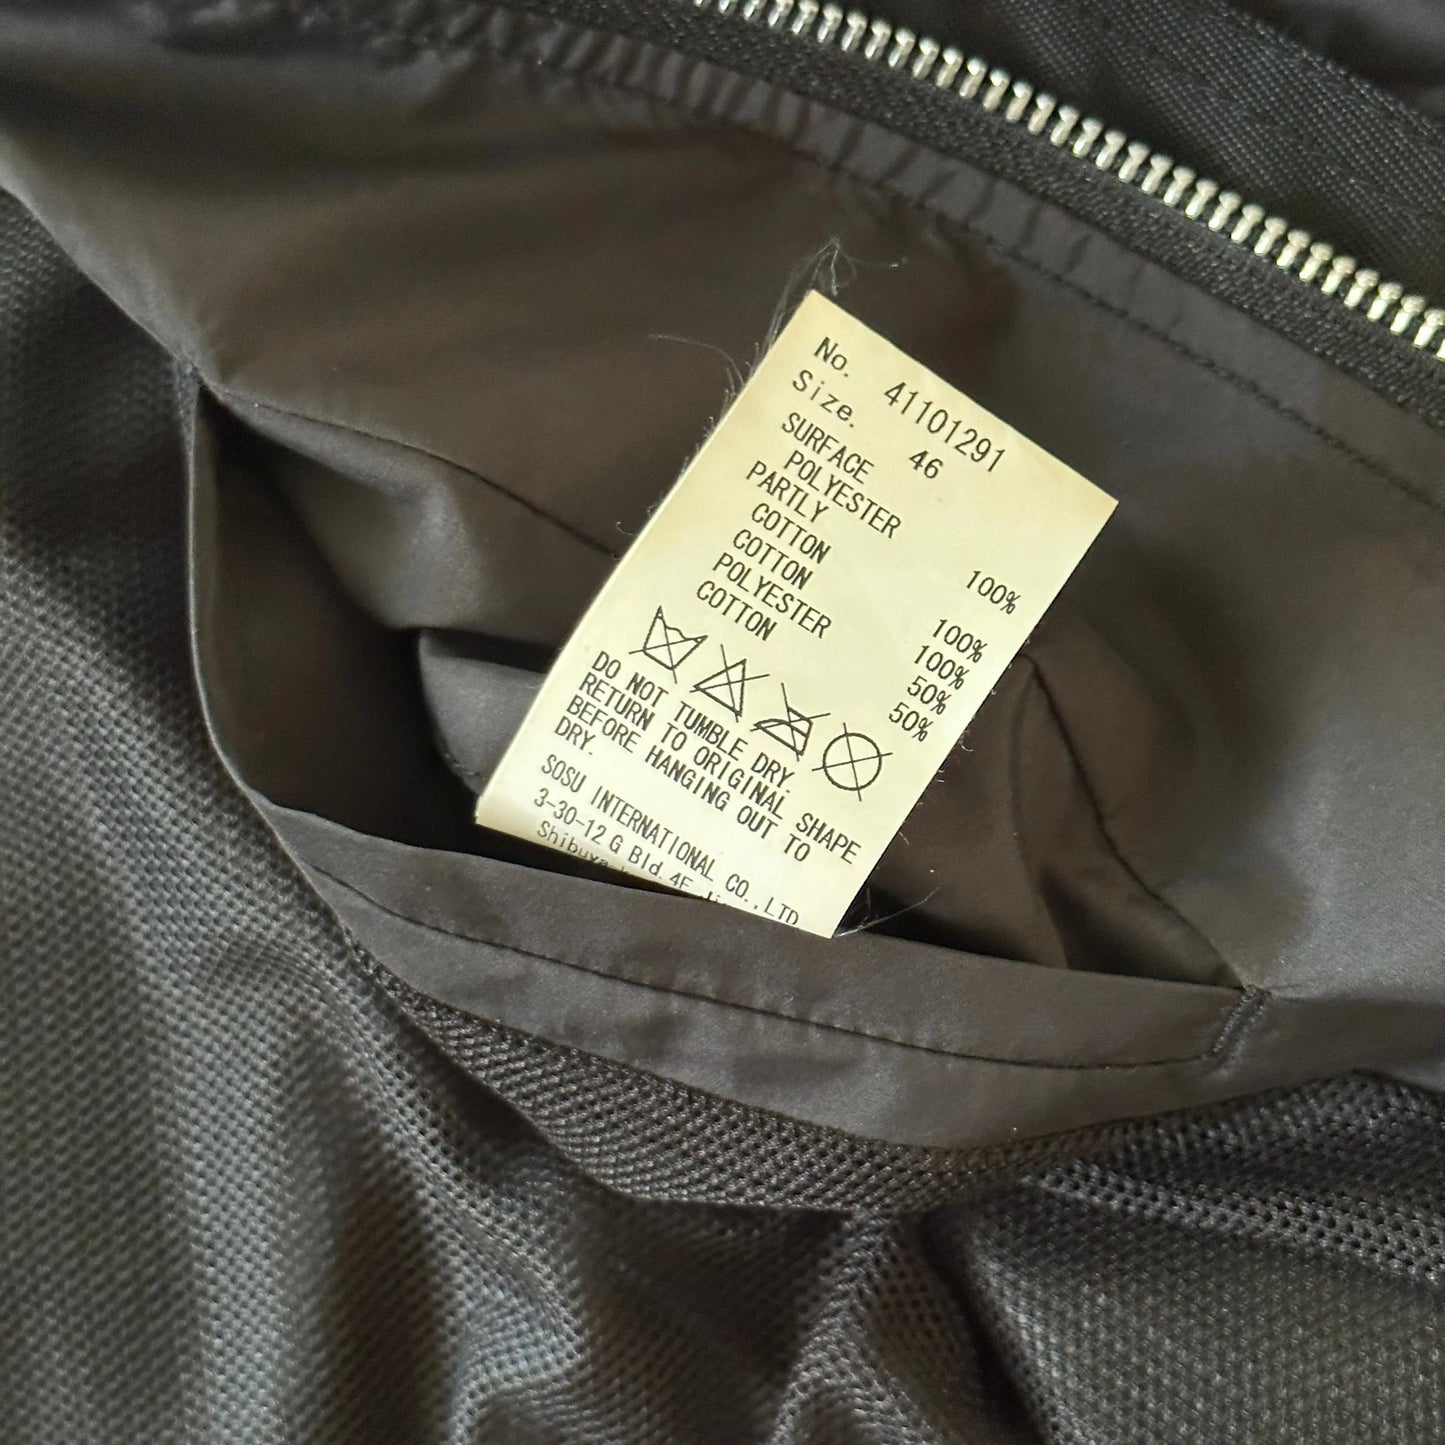 No. 41101291
Size. 46
SURFACE
POLYESTER 100%
PARTLY
COTTON 100%
COTTON 100%
POLYESTER 50%
COTTON 50%
DO NOT TUMBLE DRY.
RETURN TO ORIGINAL SHAPE
BEFORE HANGING OUT TO
DRY.
SOSU INTERNATIONAL CO.,LTD
3-30-12 G Bld.4F